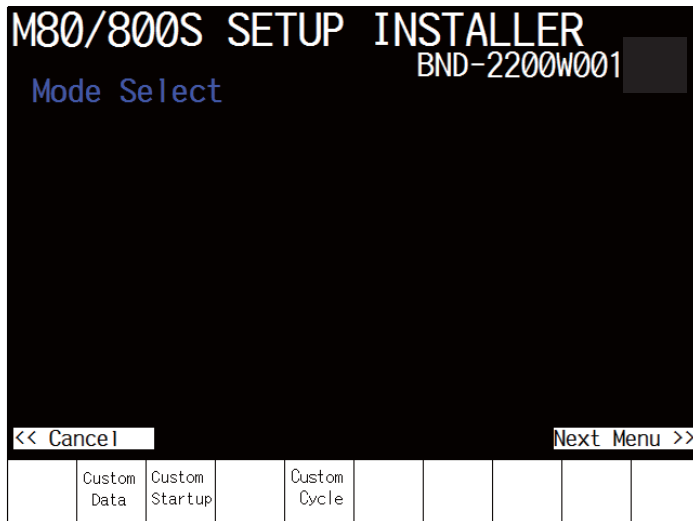 M80/800S SETUP INSTALLER
BND-2200W001
Mode Select
<< Cancel
Next Menu >>
Custom Data
Custom Startup
Custom Cycle